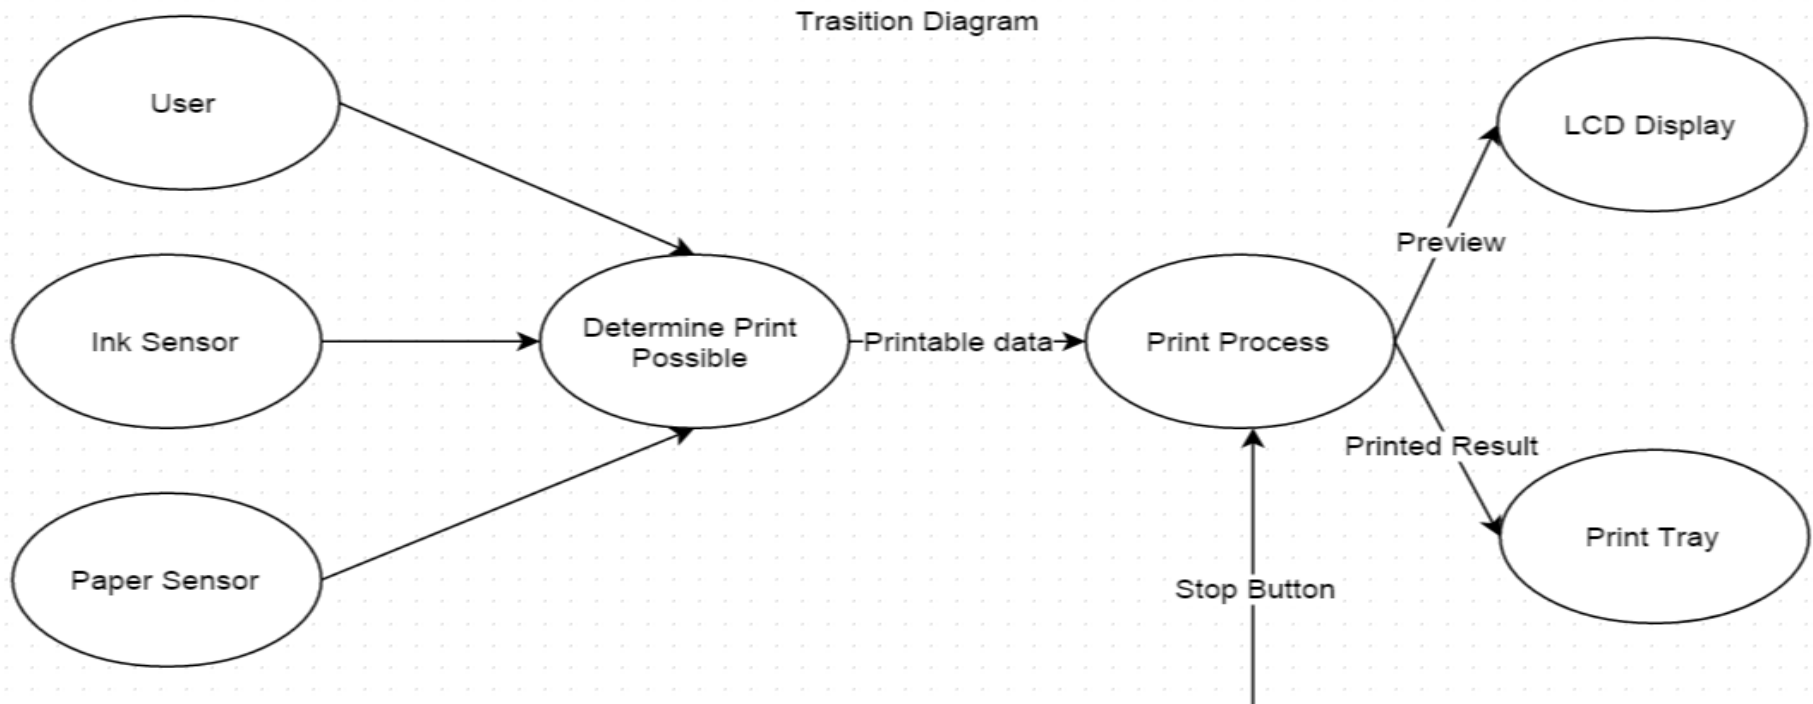 Trasition Diagram
User
LCD Display
Preview
Ink Sensor
Determine Print
Possible
Printable data
Print Process
Printed Result
Print Tray
Paper Sensor
Stop Button